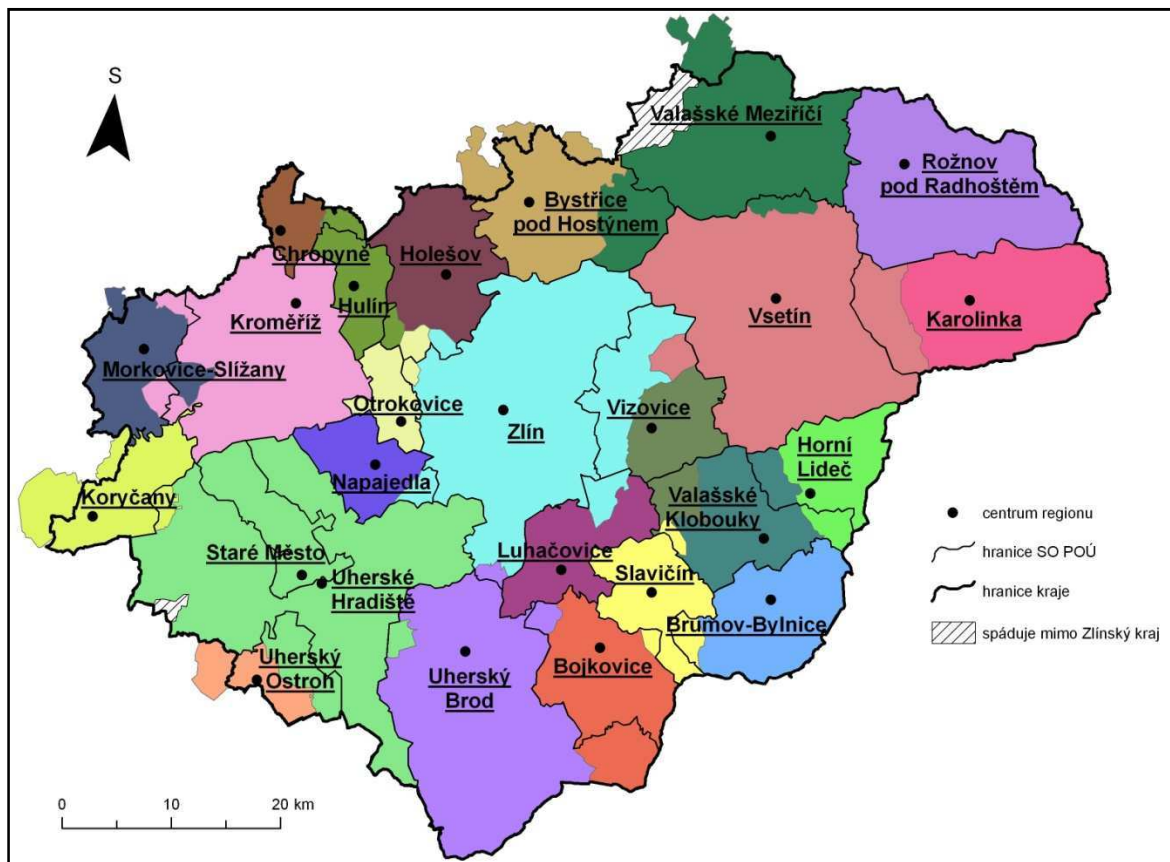 S
Valašské Meziříčí
Rožnov
pod Radhoštěm
Bystřice
pod Hostýnem
Chropyně
Holešov
Hulín
Kroměříž
Vsetín
Karolinka
Morkovice-Slížany
Otrokovice
Zlín
Vizovice
Horní
Lideč
Napajedla
Valašské
Klobouky
Koryčany
Staré Město
Uherské
Hradiště
Luhačovice
Slavičín
Brumov-Bylnice
Uherský
Ostroh
Uherský
Brod
Bojkovice
centrum regionu
hranice SO POÚ
hranice kraje
spáduje mimo Zlínský kraj
0 10 20 km